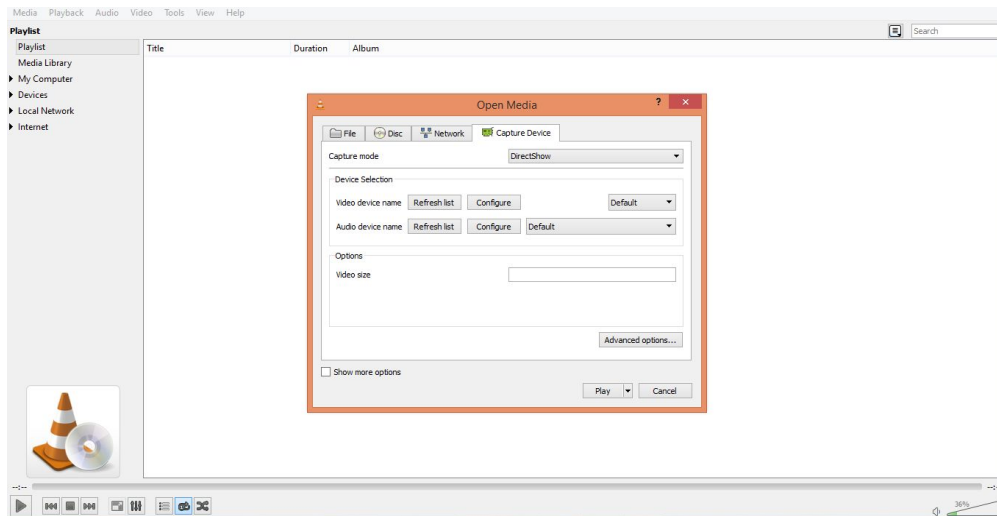 Media Playback Audio Video Tools View Help
Playlist
Search
Playlist
Title Duration Album
Media Library
My Computer
Devices
Local Network
Internet
Open Media
? ×
File Disc Network Capture Device
Capture mode DirectShow
Device Selection
Video device name Refresh list Configure Default
Audio device name Refresh list Configure Default
Options
Video size
Advanced options...
Show more options
Play Cancel
--:-- --:
36%